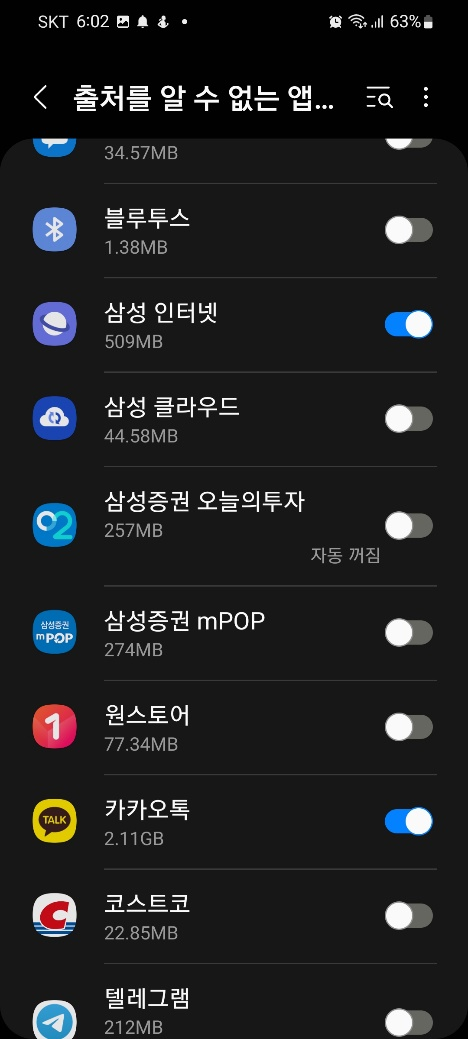 SKT 6:02 63%
출처를 알 수 없는 앱...
34.57MB
블루투스
1.38MB
삼성 인터넷
509MB
삼성 클라우드
44.58MB
삼성증권 오늘의투자
257MB
자동 꺼짐
삼성증권 mPOP
삼성증권
mPOP
274MB
원스토어
77.34MB
카카오톡
TALK
2.11GB
코스트코
22.85MB
텔레그램
212MB